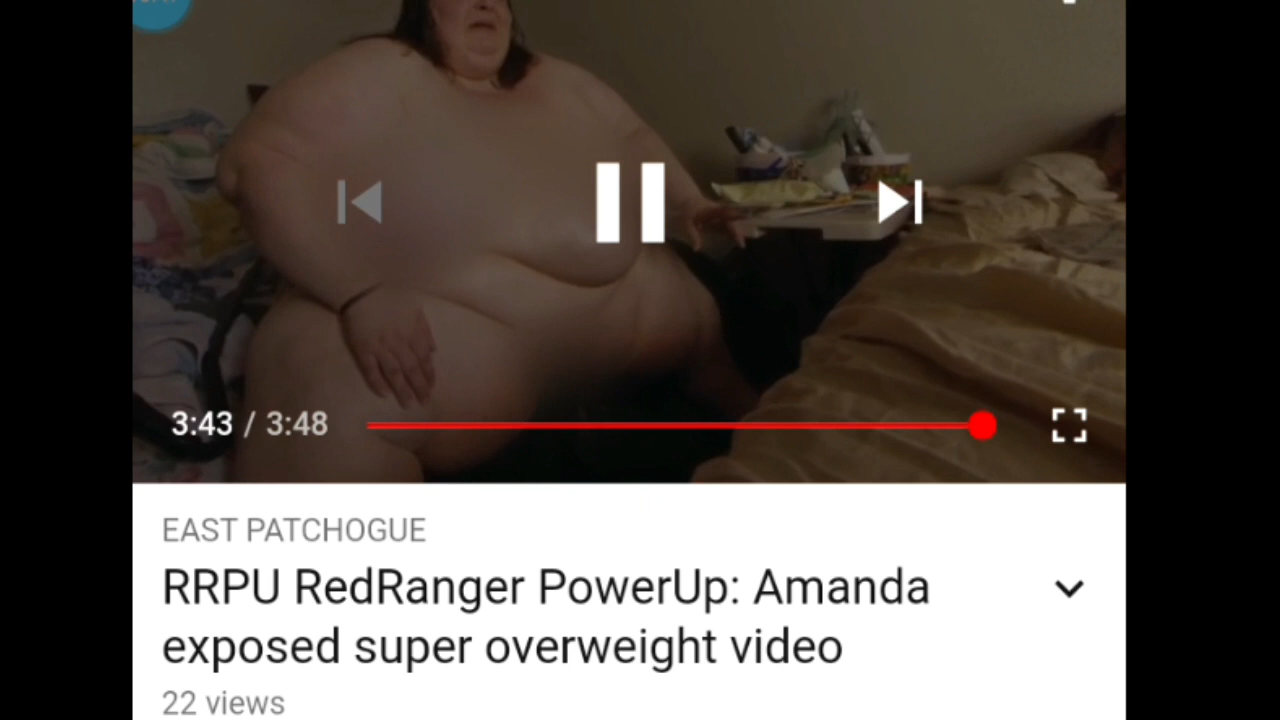 3:43 / 3:48
EAST PATCHOGUE
RRPU RedRanger PowerUp: Amanda
exposed super overweight video
22 views